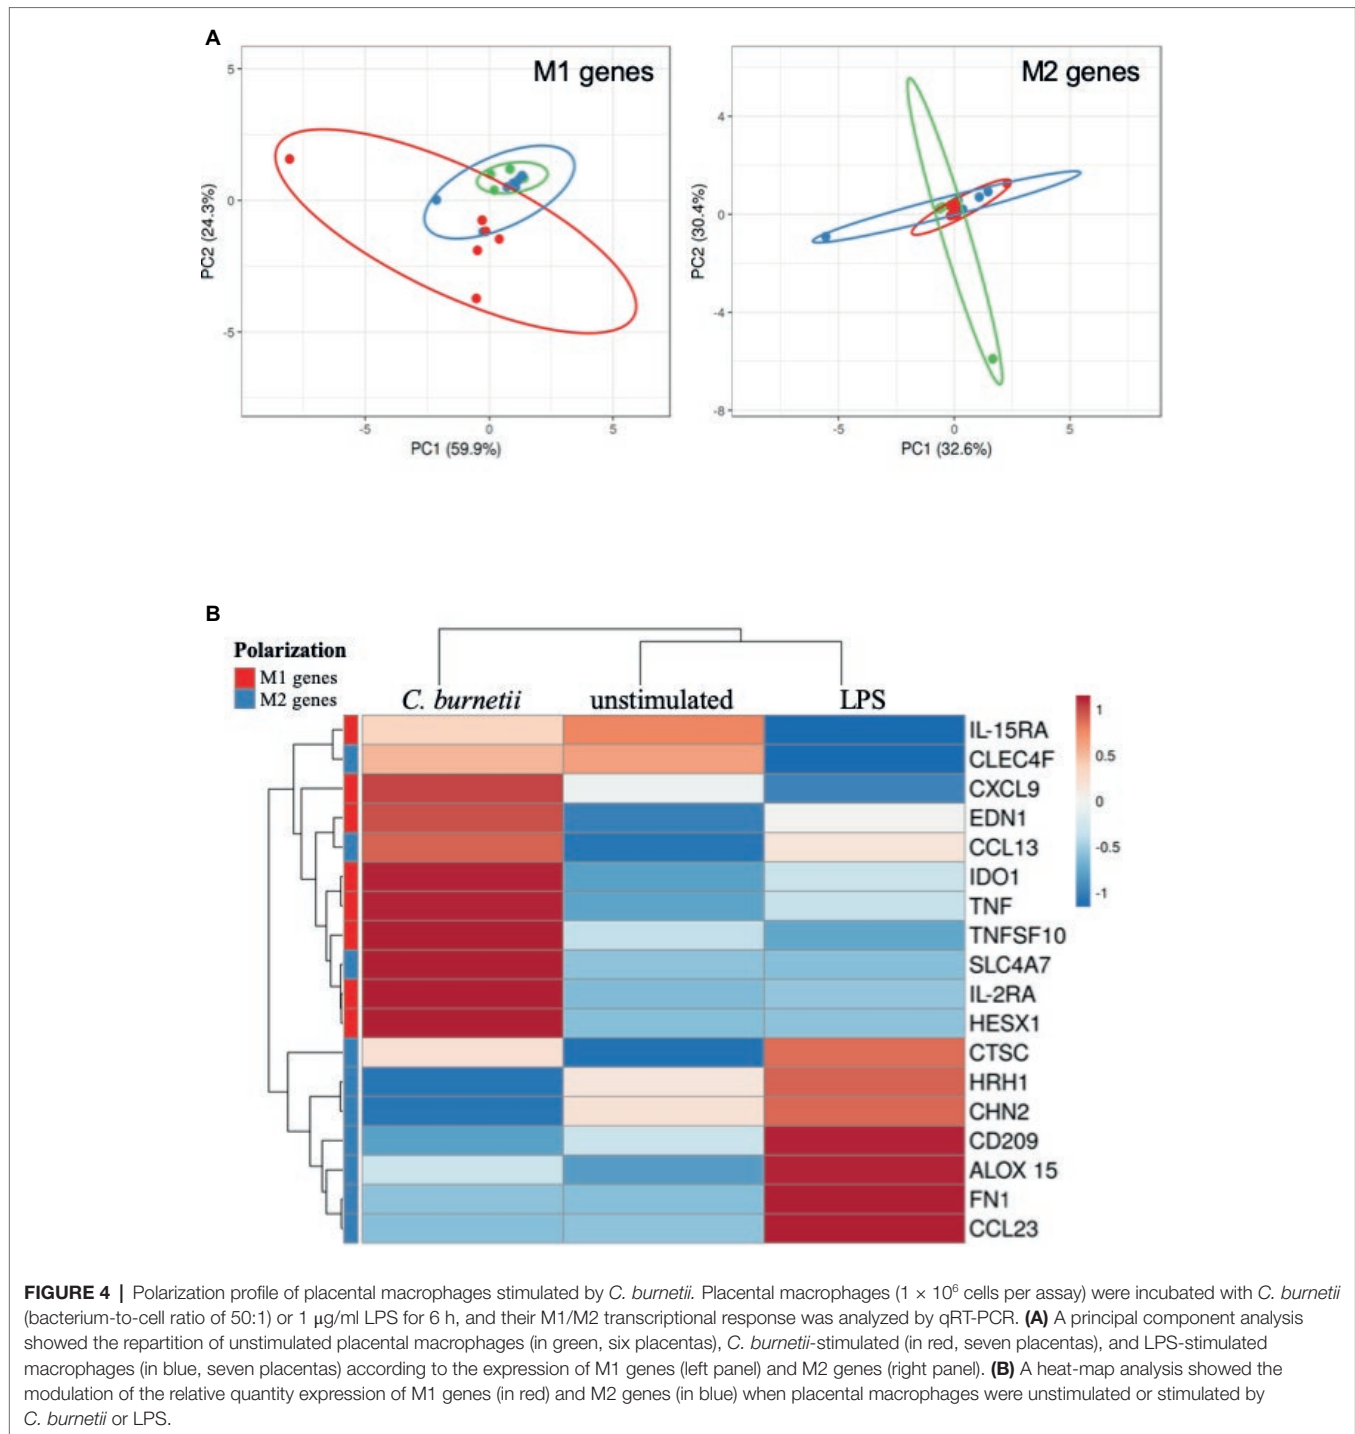 A
M1 genes
5
0
-5
PC2 (24.3%)
-5
0
5
PC1 (59.9%)
M2 genes
4
0
-4
-8
PC2 (30.4%)
-5
0
5
PC1 (32.6%)
B
Polarization
M1 genes
M2 genes
C. burnetii
unstimulated
LPS
IL-15RA
CLEC4F
CXCL9
EDN1
CCL13
IDO1
TNF
TNFSF10
SLC4A7
IL-2RA
HESX1
CTSC
HRH1
CHN2
CD209
ALOX 15
FN1
CCL23
1
0.5
0
-0.5
-1
FIGURE 4 | Polarization profile of placental macrophages stimulated by C. burnetii. Placental macrophages (1 × 10⁶ cells per assay) were incubated with C. burnetii
(bacterium-to-cell ratio of 50:1) or 1 μg/ml LPS for 6 h, and their M1/M2 transcriptional response was analyzed by qRT-PCR. (A) A principal component analysis
showed the repartition of unstimulated placental macrophages (in green, six placentas), C. burnetii-stimulated (in red, seven placentas), and LPS-stimulated
macrophages (in blue, seven placentas) according to the expression of M1 genes (left panel) and M2 genes (right panel). (B) A heat-map analysis showed the
modulation of the relative quantity expression of M1 genes (in red) and M2 genes (in blue) when placental macrophages were unstimulated or stimulated by
C. burnetii or LPS.